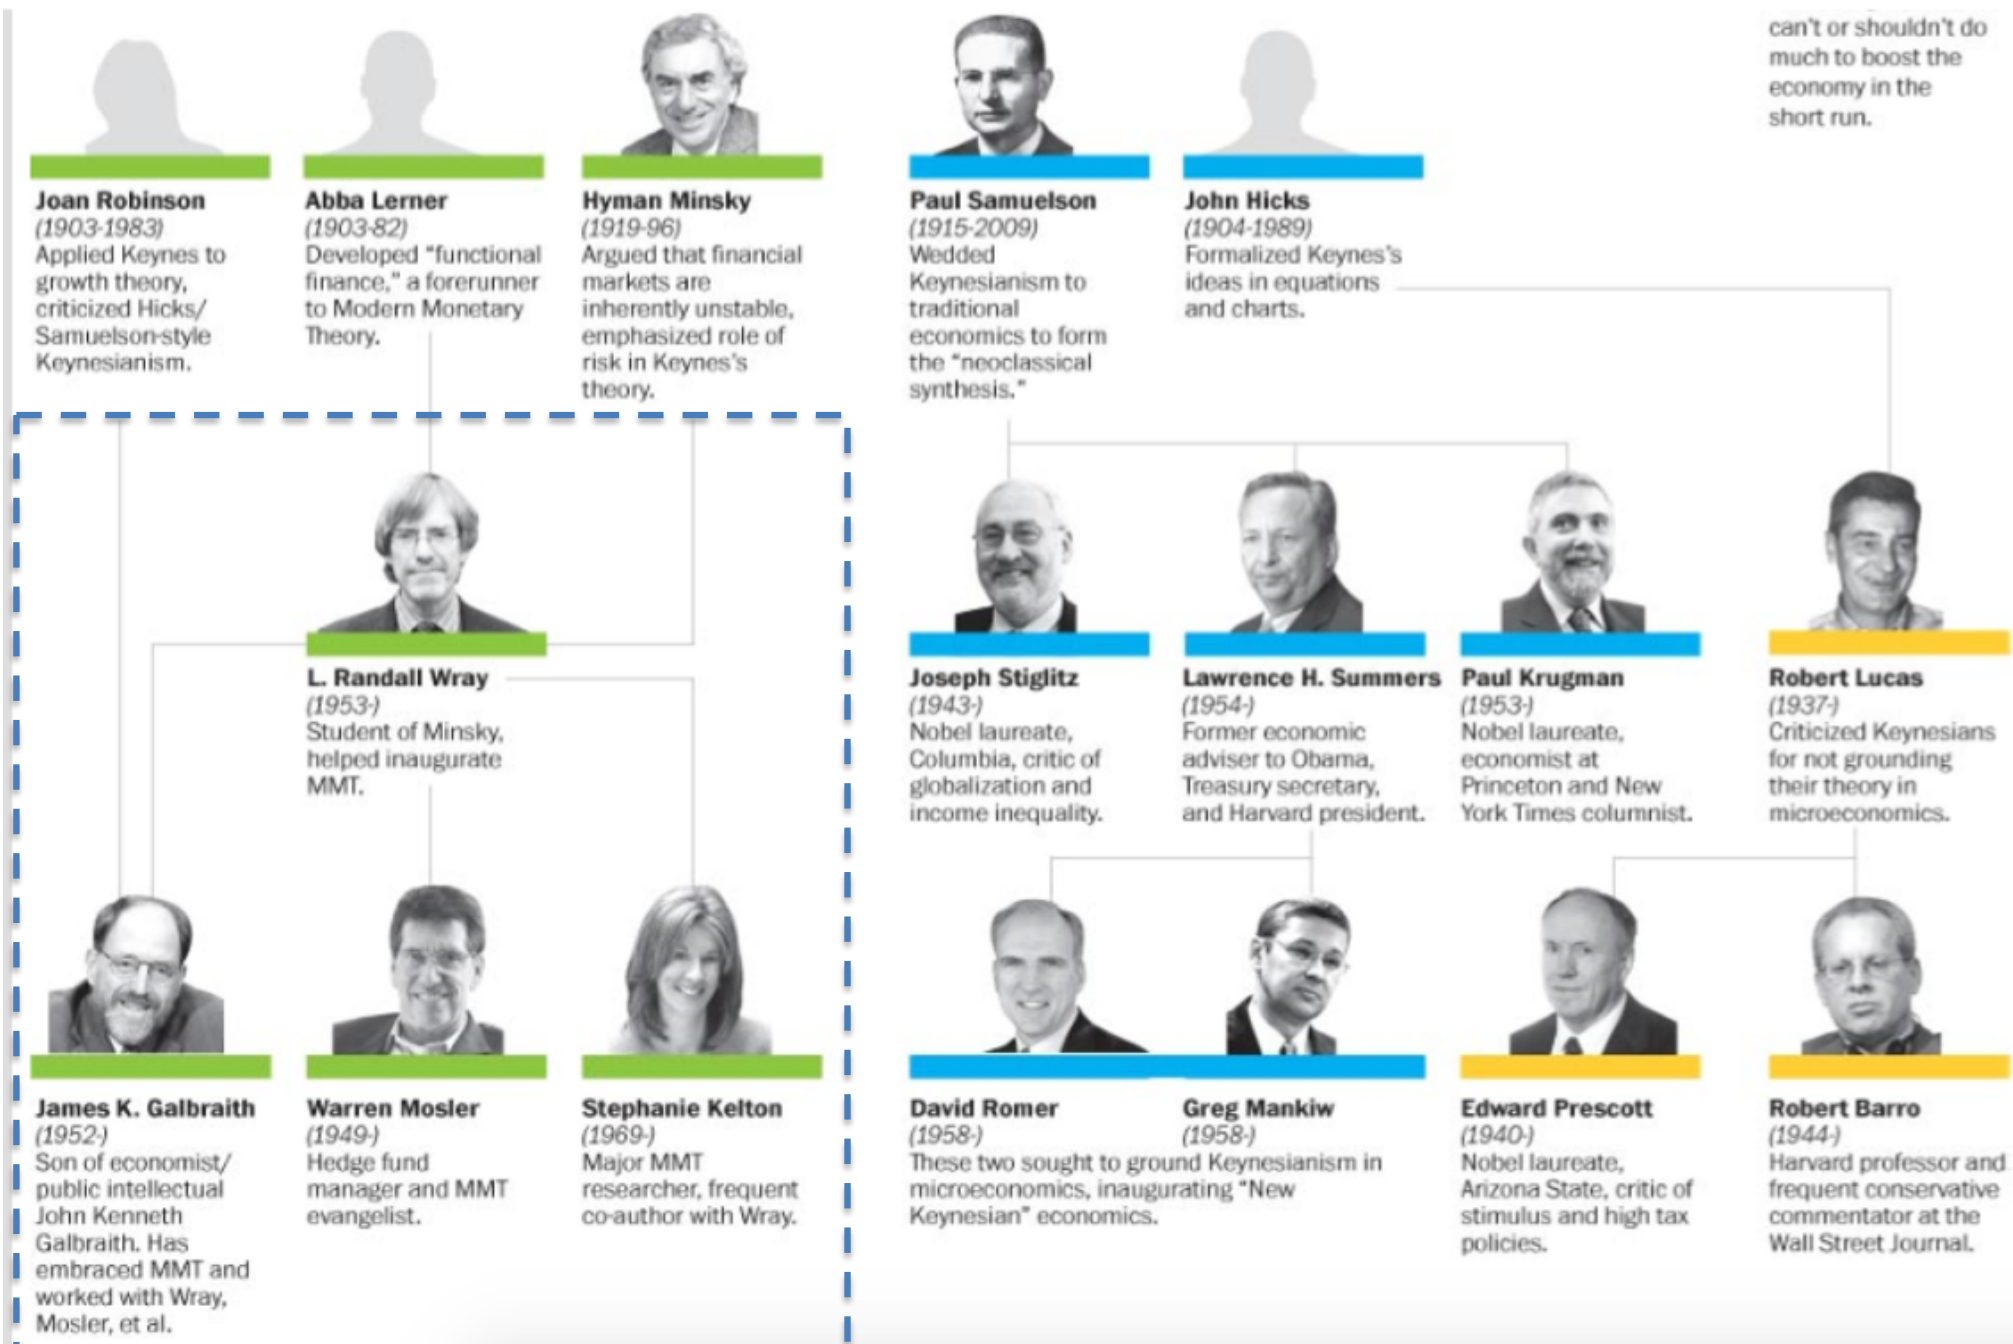 can't or shouldn't do
much to boost the
economy in the
short run.
Joan Robinson
(1903-1983)
Applied Keynes to
growth theory,
criticized Hicks/
Samuelson-style
Keynesianism.
Abba Lerner
(1903-82)
Developed "functional
finance," a forerunner
to Modern Monetary
Theory.
Hyman Minsky
(1919-96)
Argued that financial
markets are
inherently unstable,
emphasized role of
risk in Keynes's
theory.
Paul Samuelson
(1915-2009)
Wedded
Keynesianism to
traditional
economics to form
the "neoclassical
synthesis."
John Hicks
(1904-1989)
Formalized Keynes's
ideas in equations
and charts.
L. Randall Wray
(1953-)
Student of Minsky,
helped inaugurate
MMT.
Joseph Stiglitz
(1943-)
Nobel laureate,
Columbia, critic of
globalization and
income inequality.
Lawrence H. Summers
(1954-)
Former economic
adviser to Obama,
Treasury secretary,
and Harvard president.
Paul Krugman
(1953-)
Nobel laureate,
economist at
Princeton and New
York Times columnist.
Robert Lucas
(1937-)
Criticized Keynesians
for not grounding
their theory in
microeconomics.
James K. Galbraith
(1952-)
Son of economist/
public intellectual
John Kenneth
Galbraith. Has
embraced MMT and
worked with Wray,
Mosler, et al.
Warren Mosler
(1949-)
Hedge fund
manager and MMT
evangelist.
Stephanie Kelton
(1969-)
Major MMT
researcher, frequent
co-author with Wray.
David Romer
(1958-)
Greg Mankiw
(1958-)
These two sought to ground Keynesianism in
microeconomics, inaugurating "New
Keynesian" economics.
Edward Prescott
(1940-)
Nobel laureate,
Arizona State, critic of
stimulus and high tax
policies.
Robert Barro
(1944-)
Harvard professor and
frequent conservative
commentator at the
Wall Street Journal.